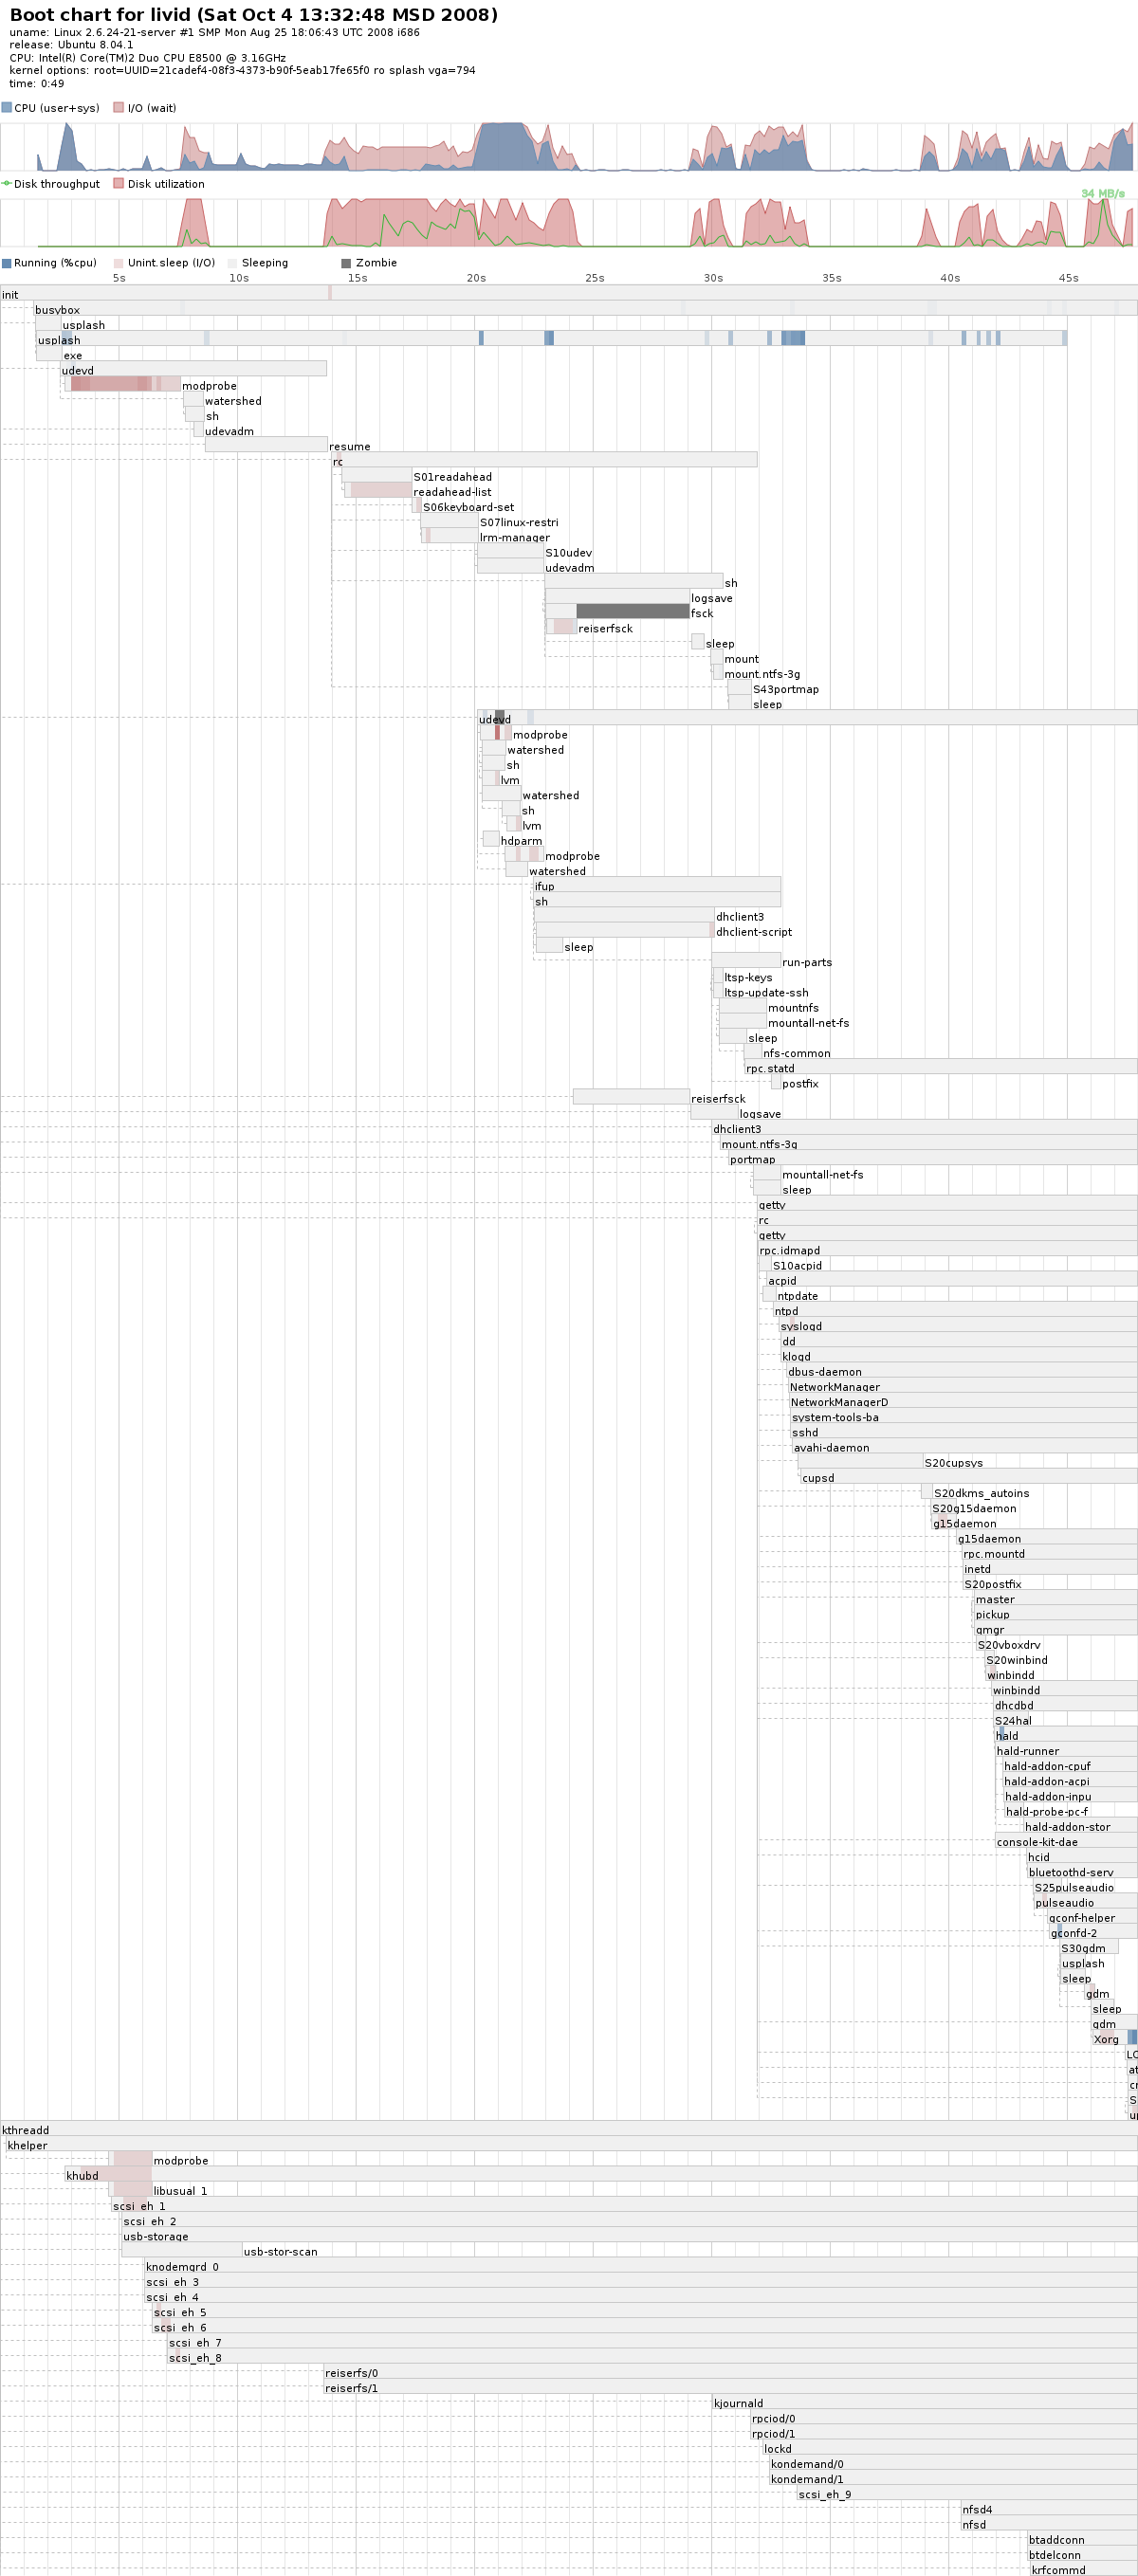 Boot chart for livid (Sat Oct 4 13:32:48 MSD 2008)
uname: Linux 2.6.24-21-server #1 SMP Mon Aug 25 18:06:43 UTC 2008 i686
release: Ubuntu 8.04.1
CPU: Intel(R) Core(TM)2 Duo CPU E8500 @ 3.16GHz
kernel options: root=UUID=21cadef4-08f3-4373-b90f-5eab17fe65f0 ro splash vga=794
time: 0:49
CPU (user+sys) I/O (wait)
Disk throughput Disk utilization
34 MB/s
Running (%cpu) Unint.sleep (I/O) Sleeping Zombie
5s 10s 15s 20s 25s 30s 35s 40s 45s
init
busybox
usplash
usplash
exe
udevd
modprobe
watershed
sh
udevadm
resume
rc
S01readahead
readahead-list
S06keyboard-set
S07linux-restri
lrm-manager
S10udev
udevadm
sh
logsave
fsck
reiserfsck
sleep
mount
mount.ntfs-3g
S43portmap
sleep
udevd
modprobe
watershed
sh
lvm
watershed
sh
lvm
hdparm
modprobe
watershed
ifup
sh
dhclient3
dhclient-script
sleep
run-parts
ltsp-keys
ltsp-update-ssh
mountnfs
mountall-net-fs
sleep
nfs-common
rpc.statd
postfix
reiserfsck
logsave
dhclient3
mount.ntfs-3g
portmap
mountall-net-fs
sleep
getty
rc
getty
rpc.idmapd
S10acpid
acpid
ntpdate
ntpd
syslogd
dd
klogd
dbus-daemon
NetworkManager
NetworkManagerD
system-tools-ba
sshd
avahi-daemon
S20cupsys
cupsd
S20dkms_autoins
S20g15daemon
g15daemon
g15daemon
rpc.mountd
inetd
S20postfix
master
pickup
qmgr
S20vboxdrv
S20winbind
winbindd
winbindd
dhcdbd
S24hal
hald
hald-runner
hald-addon-cpuf
hald-addon-acpi
hald-addon-inpu
hald-probe-pc-f
hald-addon-stor
console-kit-dae
hcid
bluetoothd-serv
S25pulseaudio
pulseaudio
gconf-helper
gconfd-2
S30gdm
usplash
sleep
gdm
sleep
gdm
Xorg
kthreadd
khelper
modprobe
khubd
libusual_1
scsi_eh_1
scsi_eh_2
usb-storage
usb-stor-scan
knodemgrd_0
scsi_eh_3
scsi_eh_4
scsi_eh_5
scsi_eh_6
scsi_eh_7
scsi_eh_8
reiserfs/0
reiserfs/1
kjournald
rpciod/0
rpciod/1
lockd
kondemand/0
kondemand/1
scsi_eh_9
nfsd4
nfsd
btaddconn
btdelconn
krfcommd